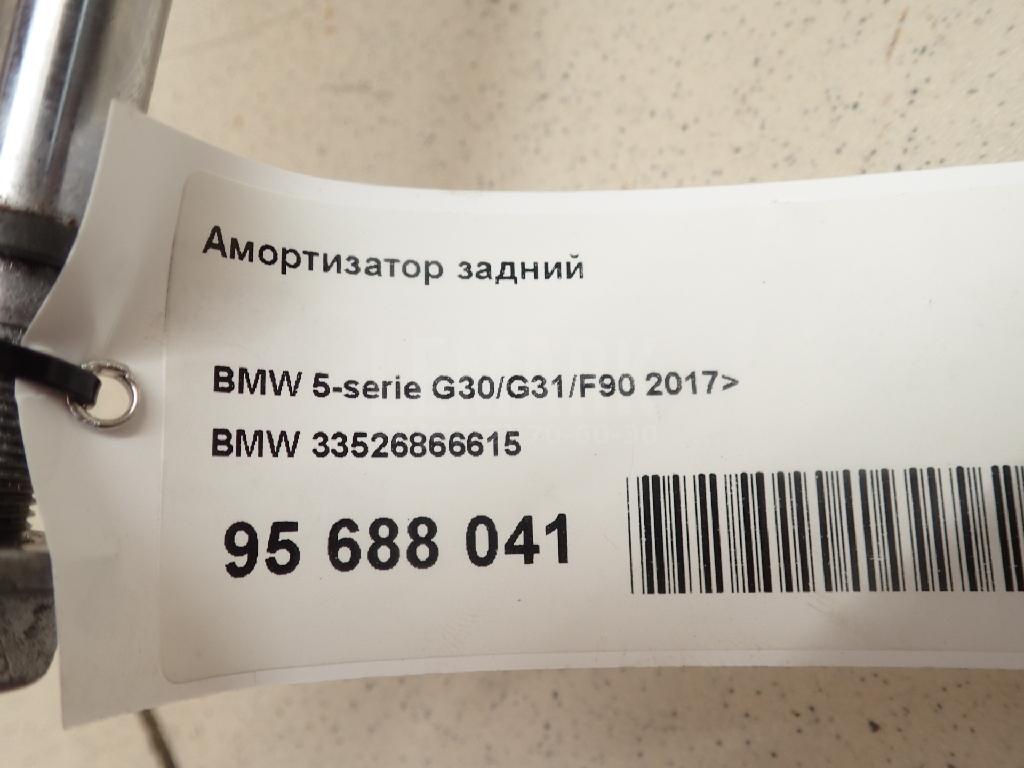 Амортизатор задний
BMW 5-serie G30/G31/F90 2017>
BMW 33526866615
95 688 041